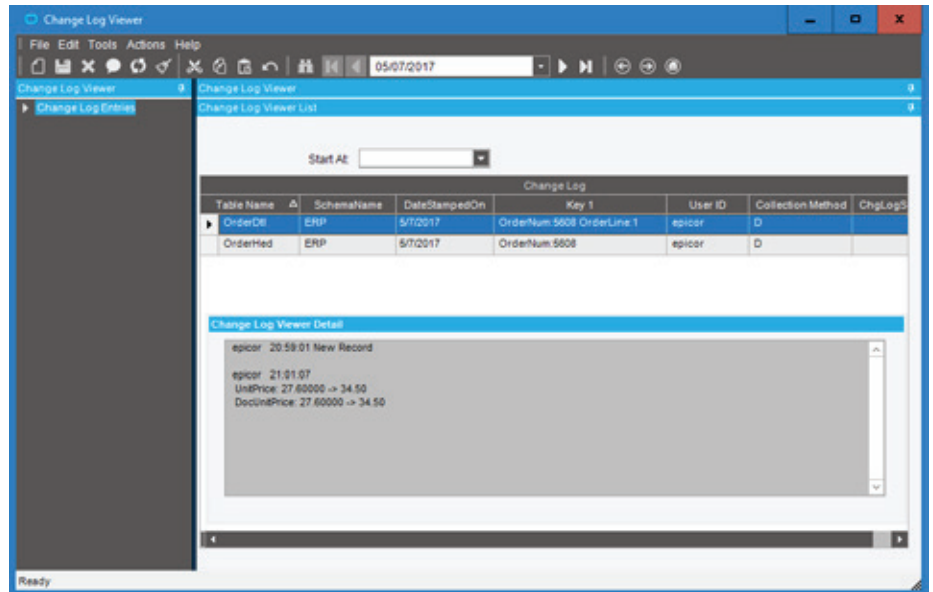 Change Log Viewer
File Edit Tools Actions Help
05/07/2017
Change Log Viewer
Change Log Entries
Change Log Viewer
Change Log Viewer List
Start At:
Change Log
Table Name SchemaName DateStampedOn Key 1 User ID Collection Method ChgLogS
OrderDtl ERP 5/7/2017 OrderNum:5608 OrderLine:1 epicor D
OrderHed ERP 5/7/2017 OrderNum:5608 epicor D
Change Log Viewer Detail
epicor 20:59:01 New Record
epicor 21:01:07
UnitPrice: 27.60000 -> 34.50
DocUnitPrice: 27.60000 -> 34.50
Ready